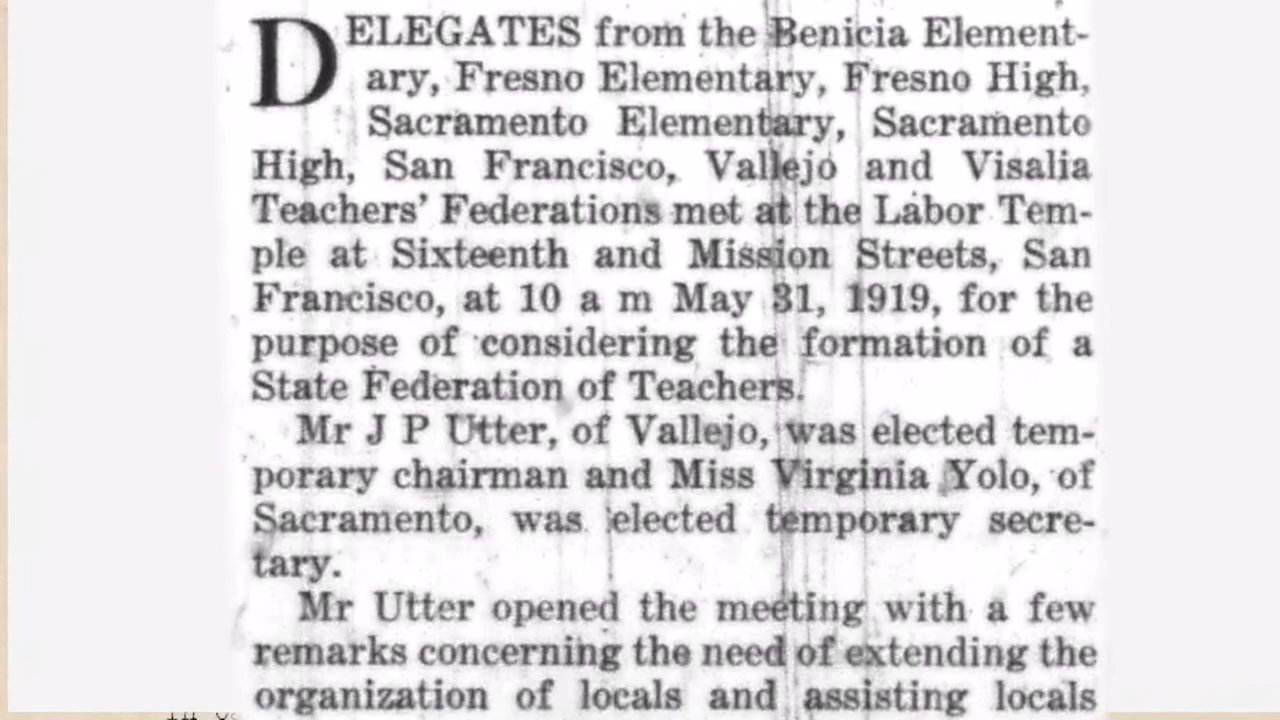 DELEGATES from the Benicia Element-
ary, Fresno Elementary, Fresno High,
Sacramento Elementary, Sacramento
High, San Francisco, Vallejo and Visalia
Teachers' Federations met at the Labor Tem-
ple at Sixteenth and Mission Streets, San
Francisco, at 10 a m May 31, 1919, for the
purpose of considering the formation of a
State Federation of Teachers.
Mr J P Utter, of Vallejo, was elected tem-
porary chairman and Miss Virginia Yolo, of
Sacramento, was elected temporary secre-
tary.
Mr Utter opened the meeting with a few
remarks concerning the need of extending the
organization of locals and assisting locals